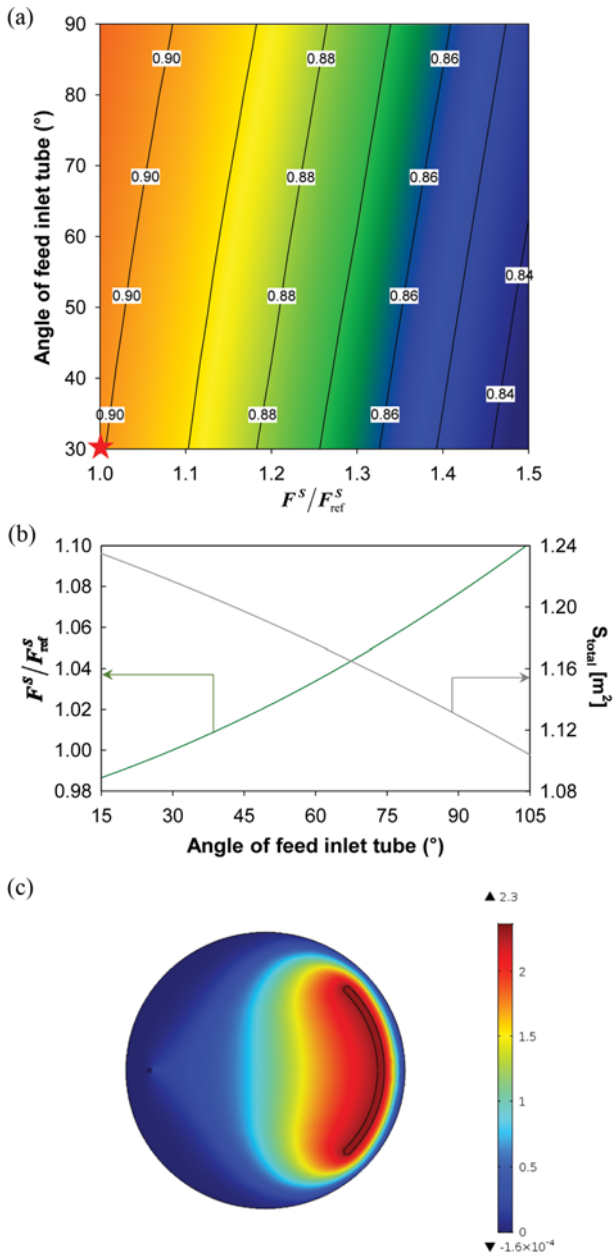 (a)
Angle of feed inlet tube (°)
90
80
70
60
50
40
30
0.90 0.88 0.86
0.90 0.88 0.86
0.90 0.88 0.86 0.84
0.90 0.88 0.86 0.84
1.0 1.1 1.2 1.3 1.4 1.5
F^S/F^S_ref
(b)
F^S/F^S_ref
1.10
1.08
1.06
1.04
1.02
1.00
0.98
1.24
1.20
1.16
1.12
1.08
S_total [m²]
15 30 45 60 75 90 105
Angle of feed inlet tube (°)
(c)
▲ 2.3
2
1.5
1
0.5
0
▼ -1.6×10⁻⁴